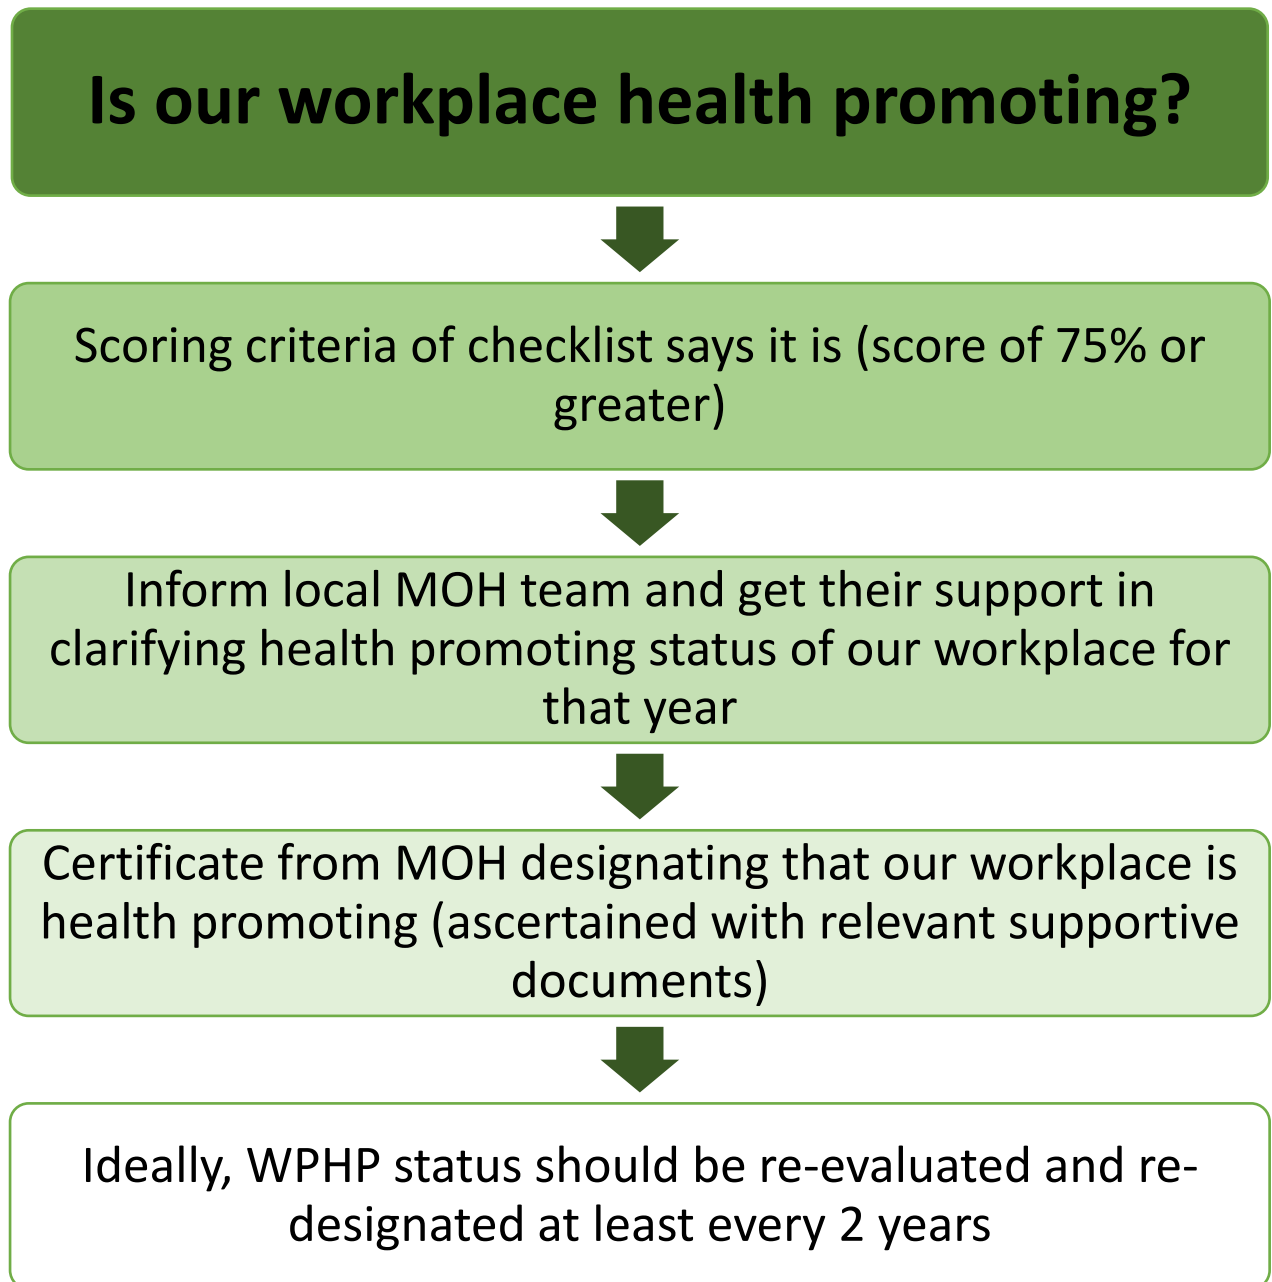 Is our workplace health promoting?
Scoring criteria of checklist says it is (score of 75% or
greater)
Inform local MOH team and get their support in
clarifying health promoting status of our workplace for
that year
Certificate from MOH designating that our workplace is
health promoting (ascertained with relevant supportive
documents)
Ideally, WPHP status should be re-evaluated and re-
designated at least every 2 years